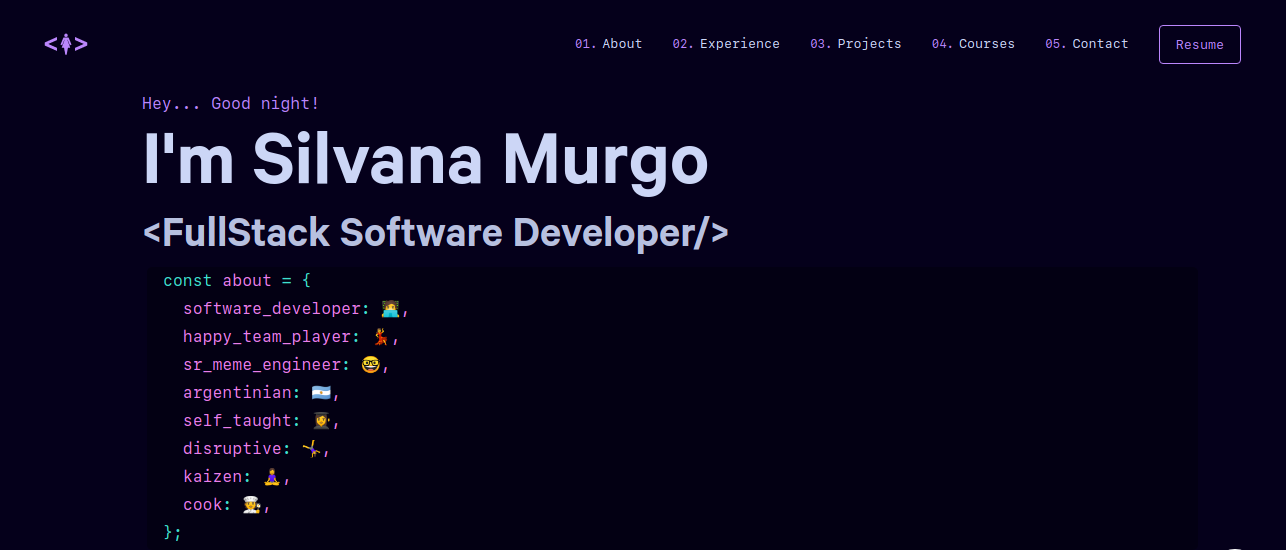 01. About 02. Experience 03. Projects 04. Courses 05. Contact Resume
Hey... Good night!
I'm Silvana Murgo
<FullStack Software Developer/>
const about = {
software_developer: 👩‍💻,
happy_team_player: 💃,
sr_meme_engineer: 🤓,
argentinian: 🇦🇷,
self_taught: 👩‍🎓,
disruptive: 🤸‍♀️,
kaizen: 🧘‍♀️,
cook: 👩‍🍳,
};